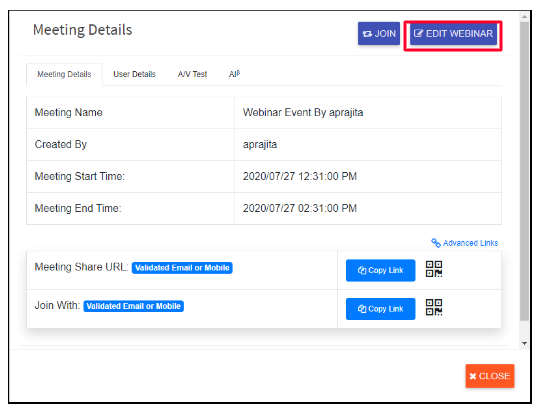 Meeting Details
JOIN
EDIT WEBINAR
Meeting Details
User Details
A/V Test
AIβ
Meeting Name
Webinar Event By aprajita
Created By
aprajita
Meeting Start Time:
2020/07/27 12:31:00 PM
Meeting End Time:
2020/07/27 02:31:00 PM
Advanced Links
Meeting Share URL: Validated Email or Mobile
Copy Link
Join With: Validated Email or Mobile
Copy Link
CLOSE